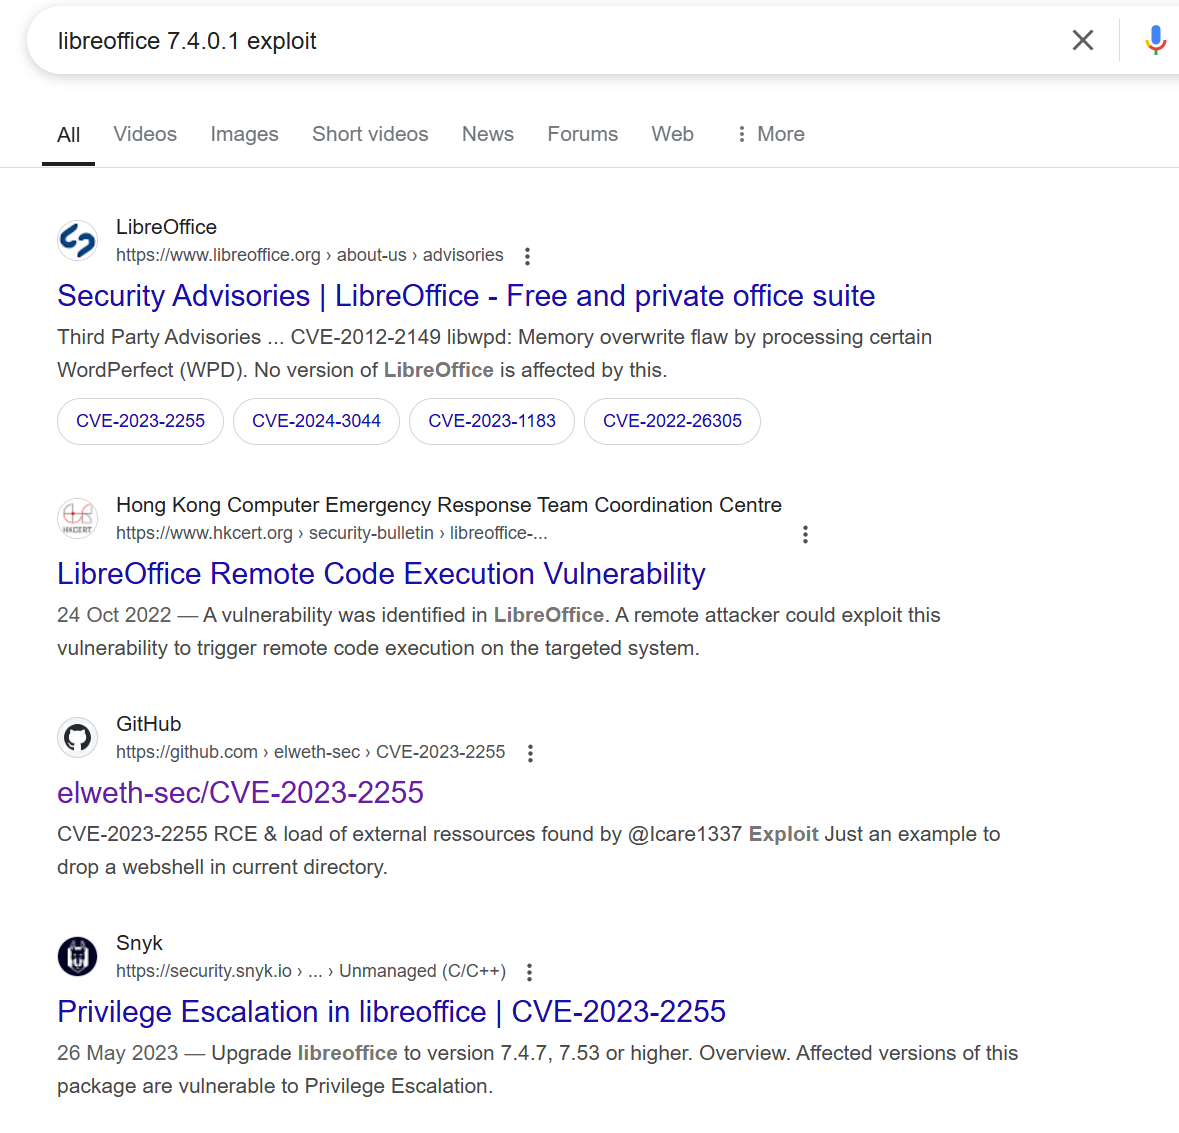 libreoffice 7.4.0.1 exploit
All Videos Images Short videos News Forums Web More
LibreOffice
https://www.libreoffice.org › about-us › advisories
Security Advisories | LibreOffice - Free and private office suite
Third Party Advisories ... CVE-2012-2149 libwpd: Memory overwrite flaw by processing certain
WordPerfect (WPD). No version of LibreOffice is affected by this.
CVE-2023-2255 CVE-2024-3044 CVE-2023-1183 CVE-2022-26305
HKCERT
Hong Kong Computer Emergency Response Team Coordination Centre
https://www.hkcert.org › security-bulletin › libreoffice-...
LibreOffice Remote Code Execution Vulnerability
24 Oct 2022 — A vulnerability was identified in LibreOffice. A remote attacker could exploit this
vulnerability to trigger remote code execution on the targeted system.
GitHub
https://github.com › elweth-sec › CVE-2023-2255
elweth-sec/CVE-2023-2255
CVE-2023-2255 RCE & load of external ressources found by @Icare1337 Exploit Just an example to
drop a webshell in current directory.
Snyk
https://security.snyk.io › ... › Unmanaged (C/C++)
Privilege Escalation in libreoffice | CVE-2023-2255
26 May 2023 — Upgrade libreoffice to version 7.4.7, 7.53 or higher. Overview. Affected versions of this
package are vulnerable to Privilege Escalation.